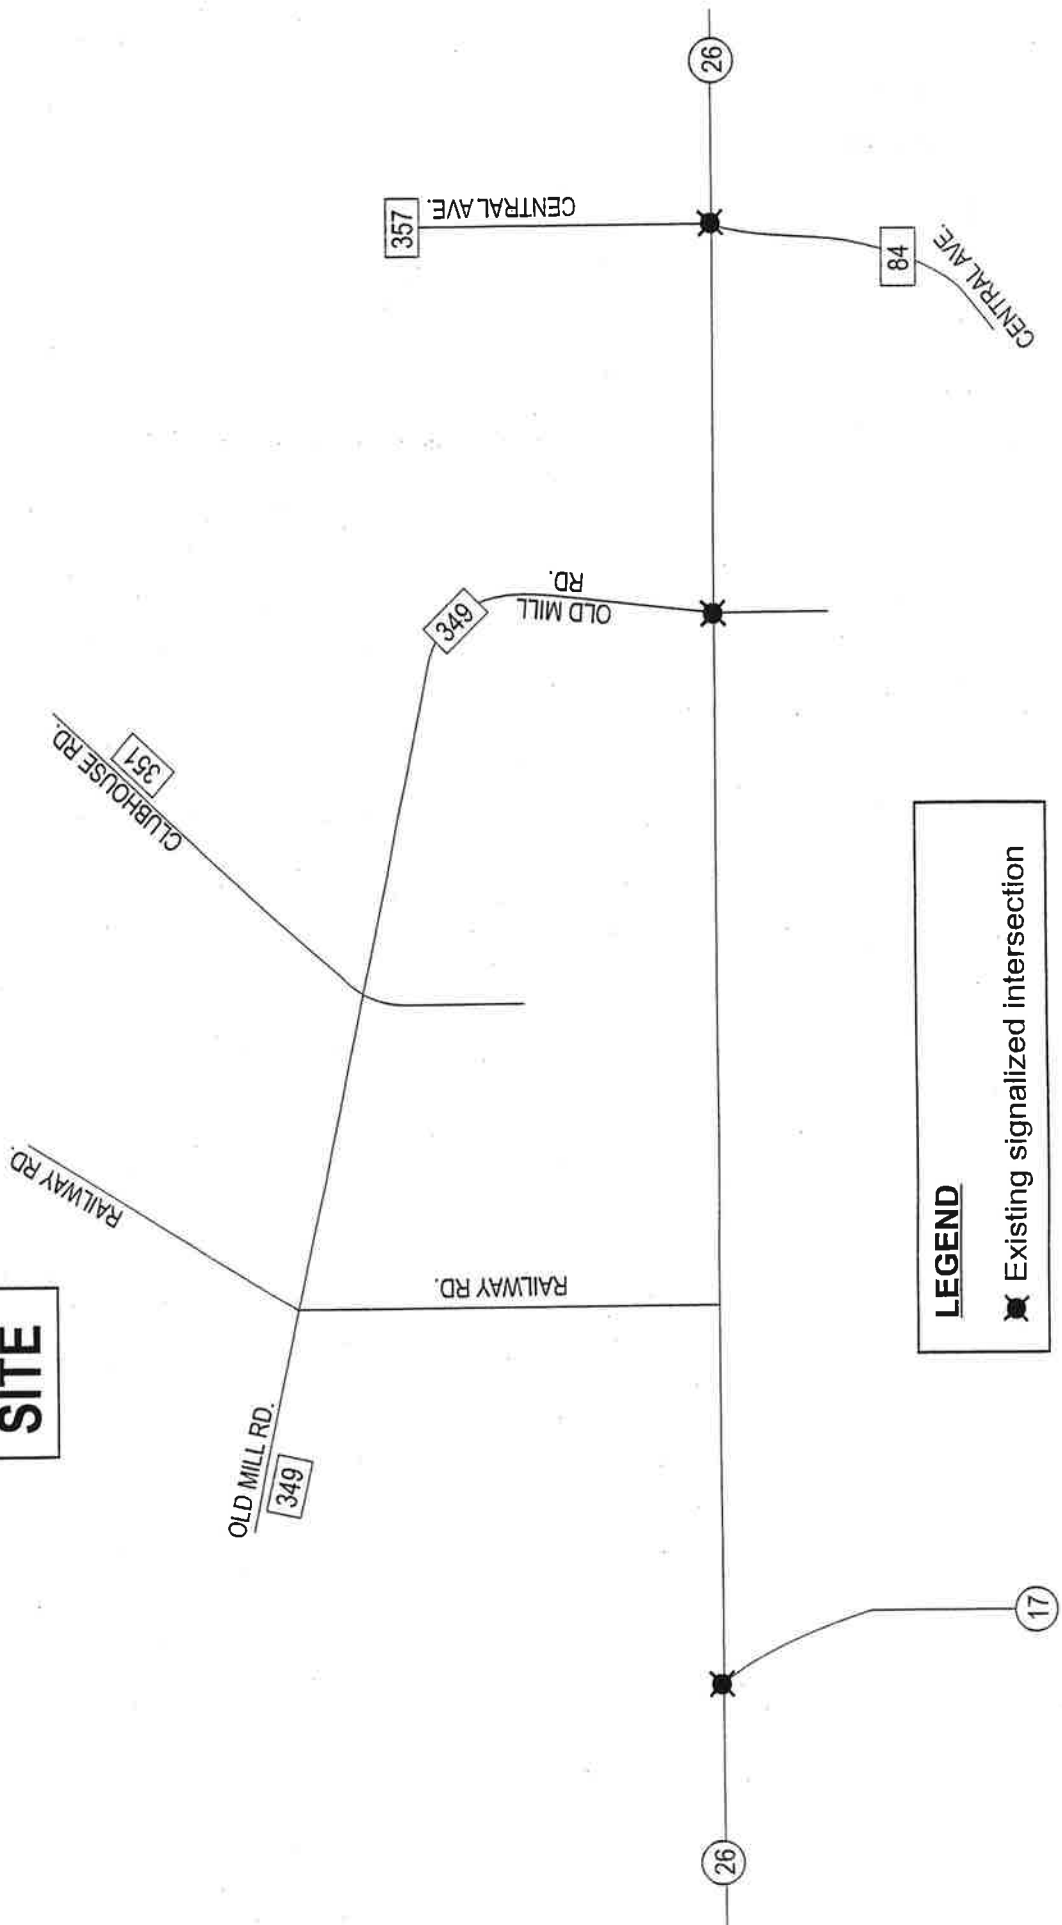 SITE
RAILWAY RD.
CLUBHOUSE RD.
351
OLD MILL RD.
349
349
OLD MILL
RD.
RAILWAY RD.
357
CENTRAL AVE.
26
26
17
84
CENTRAL AVE.
LEGEND
Existing signalized intersection